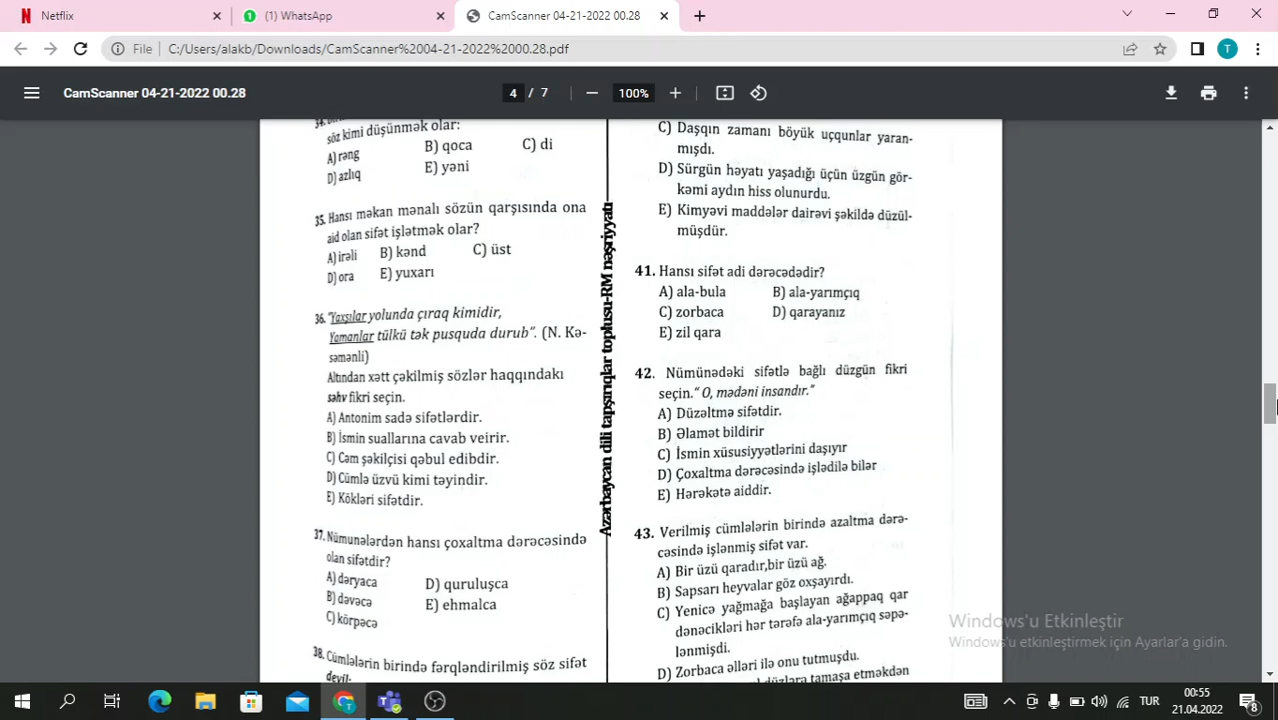 Netflix
(1) WhatsApp
CamScanner 04-21-2022 00.28
File
C:/Users/alakb/Downloads/CamScanner%2004-21-2022%2000.28.pdf
T
CamScanner 04-21-2022 00.28
4 / 7
100%
34.
söz kimi düşünmək olar:
A) rəng
B) qoca
C) di
D) azlıq
E) yəni
35. Hansı məkan mənalı sözün qarşısında ona
aid olan sifət işlətmək olar?
A) irəli
B) kənd
C) üst
D) ora
E) yuxarı
36. "Yaxşılar yolunda çıraq kimidir,
Yamanlar tülkü tək pusquda durub". (N. Kə-
səmənli)
Altından xətt çəkilmiş sözlər haqqındakı
səhv fikri seçin.
A) Antonim sadə sifətlərdir.
B) İsmin suallarına cavab veirir.
C) Cəm şəkilçisi qəbul edibdir.
D) Cümlə üzvü kimi təyindir.
E) Kökləri sifətdir.
37. Nümunələrdən hansı çoxaltma dərəcəsində
olan sifətdir?
A) dəryaca
D) quruluşca
B) dəvəcə
E) ehmalca
C) körpəcə
38. Cümlələrin birində fərqləndirilmiş söz sifət
deyil:
Azərbaycan dili tapşırıqlar toplusu-RM nəşriyyatı
C) Daşqın zamanı böyük uçqunlar yaran-
mışdı.
D) Sürgün həyatı yaşadığı üçün üzgün gör-
kəmi aydın hiss olunurdu.
E) Kimyəvi maddələr dairəvi şəkildə düzül-
müşdür.
41. Hansı sifət adi dərəcədədir?
A) ala-bula
B) ala-yarımçıq
C) zorbaca
D) qarayanız
E) zil qara
42. Nümünədəki sifətlə bağlı düzgün fikri
seçin.“ O, mədəni insandır.”
A) Düzəltmə sifətdir.
B) Əlamət bildirir
C) İsmin xüsusiyyətlərini daşıyır
D) Çoxaltma dərəcəsində işlədilə bilər
E) Hərəkətə aiddir.
43. Verilmiş cümlələrin birində azaltma dərə-
cəsində işlənmiş sifət var.
A) Bir üzü qaradır,bir üzü ağ.
B) Sapsarı heyvalar göz oxşayırdı.
C) Yenicə yağmağa başlayan ağappaq qar
dənəcikləri hər tərəfə ala-yarımçıq səpə-
lənmişdi.
D) Zorbaca əlləri ilə onu tutmuşdu.
düzlərə tamaşa etməkdən
Windows'u Etkinleştir
Windows'u etkinleştirmek için Ayarlar'a gidin.
TUR
00:55
21.04.2022
8